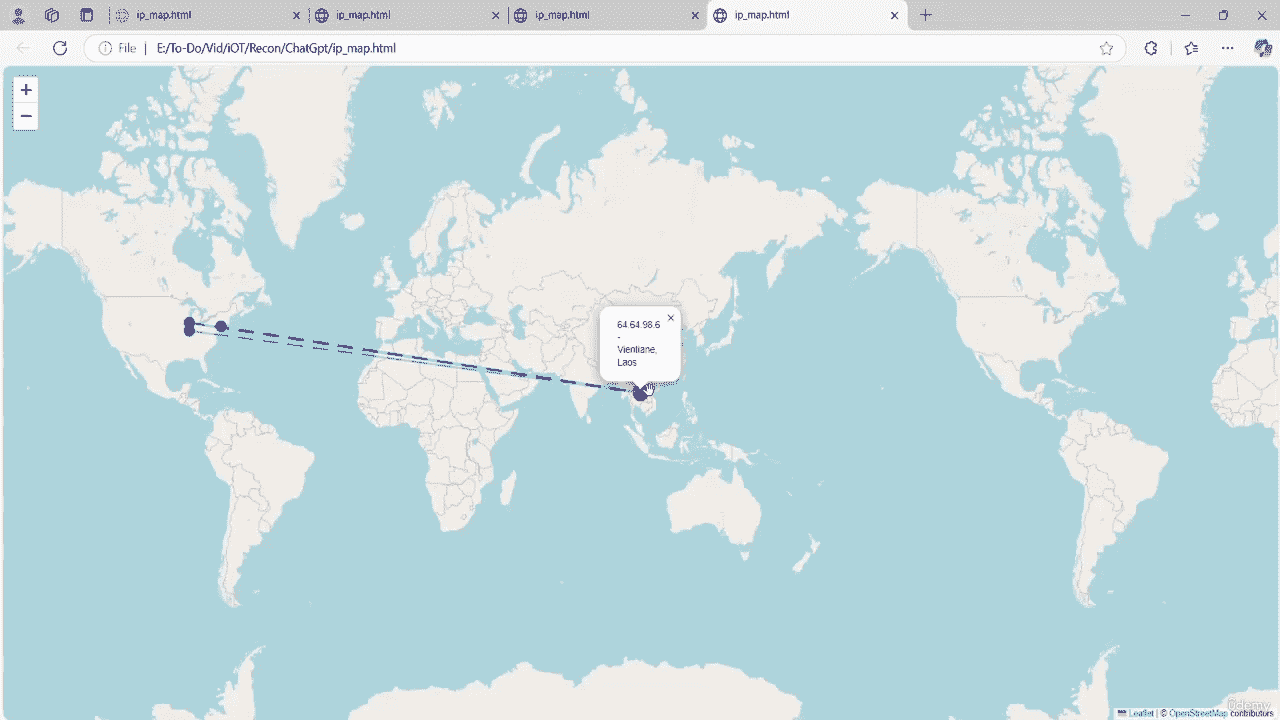 ip_map.html
ip_map.html
ip_map.html
ip_map.html
File
E:/To-Do/Vid/iOT/Recon/ChatGpt/ip_map.html
+
−
64.64.98.6
-
Vientiane,
Laos
Leaflet | © OpenStreetMap contributors
Udemy